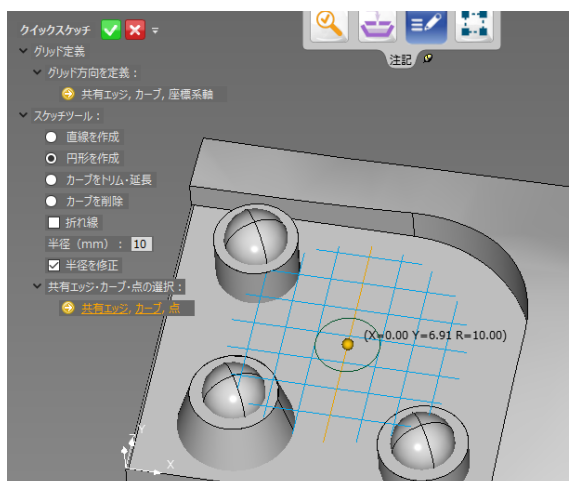 クイックスケッチ
グリッド定義
グリッド方向を定義：
共有エッジ, カーブ, 座標系軸
スケッチツール：
直線を作成
円形を作成
カーブをトリム・延長
カーブを削除
折れ線
半径（mm）： 10
半径を修正
共有エッジ・カーブ・点の選択：
共有エッジ, カーブ, 点
注記
(X=0.00 Y=6.91 R=10.00)
Y
X